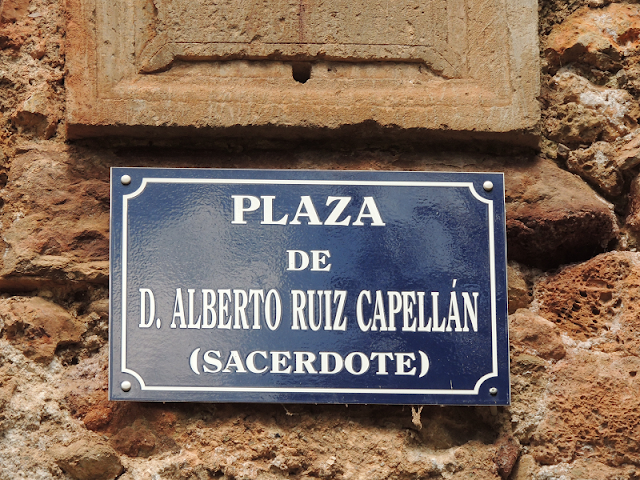 PLAZA
DE
D. ALBERTO RUIZ CAPELLÁN
(SACERDOTE)